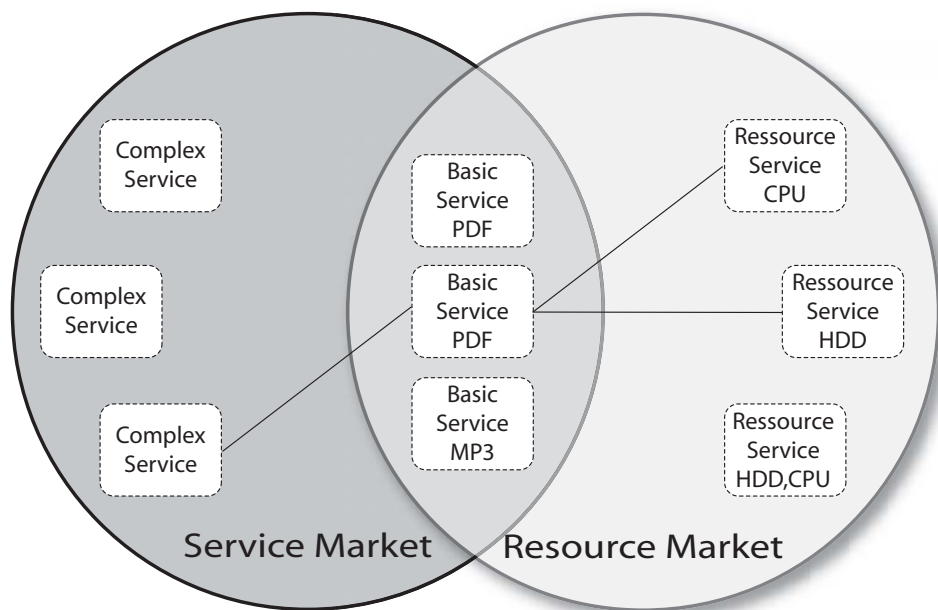 Complex
Service
Complex
Service
Complex
Service
Basic
Service
PDF
Basic
Service
PDF
Basic
Service
MP3
Ressource
Service
CPU
Ressource
Service
HDD
Ressource
Service
HDD,CPU
Service Market
Resource Market